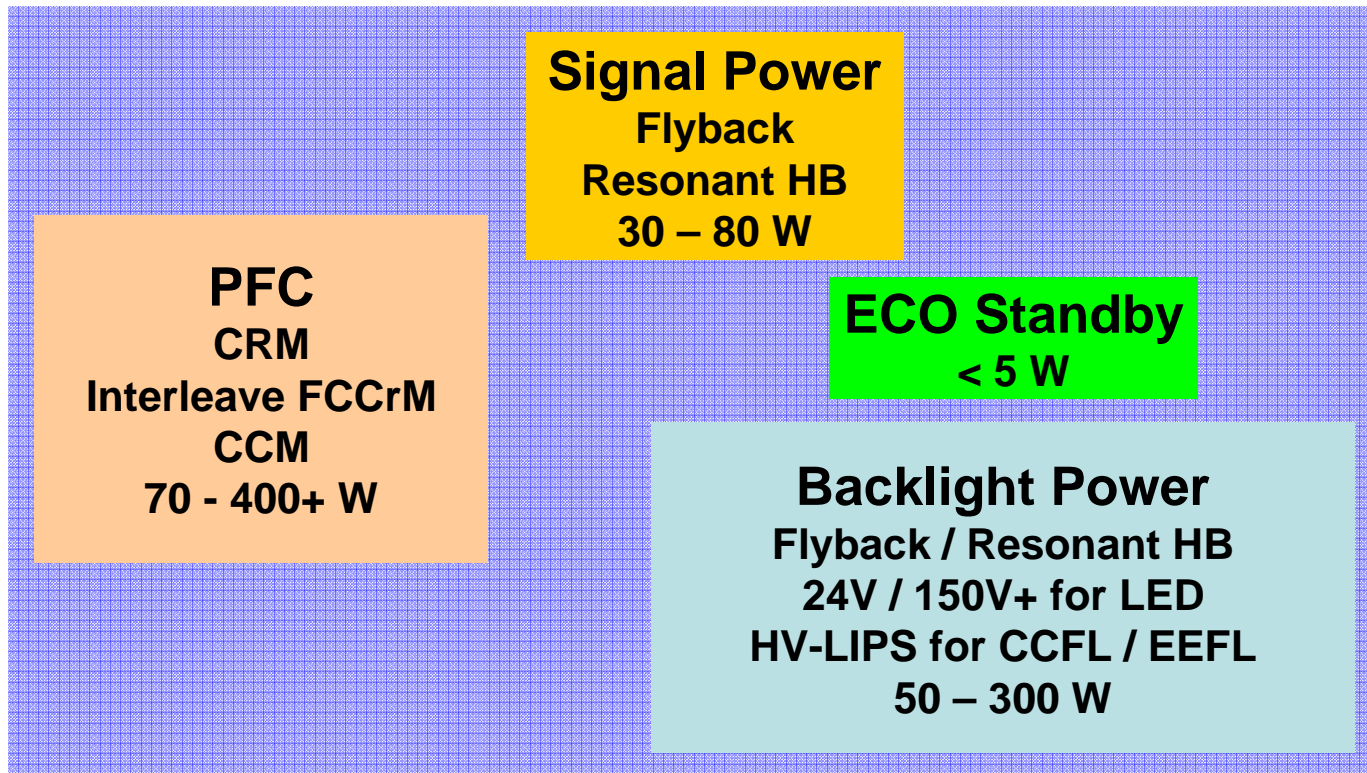 Signal Power
Flyback
Resonant HB
30 – 80 W
PFC
CRM
Interleave FCCrM
CCM
70 - 400+ W
ECO Standby
< 5 W
Backlight Power
Flyback / Resonant HB
24V / 150V+ for LED
HV-LIPS for CCFL / EEFL
50 – 300 W